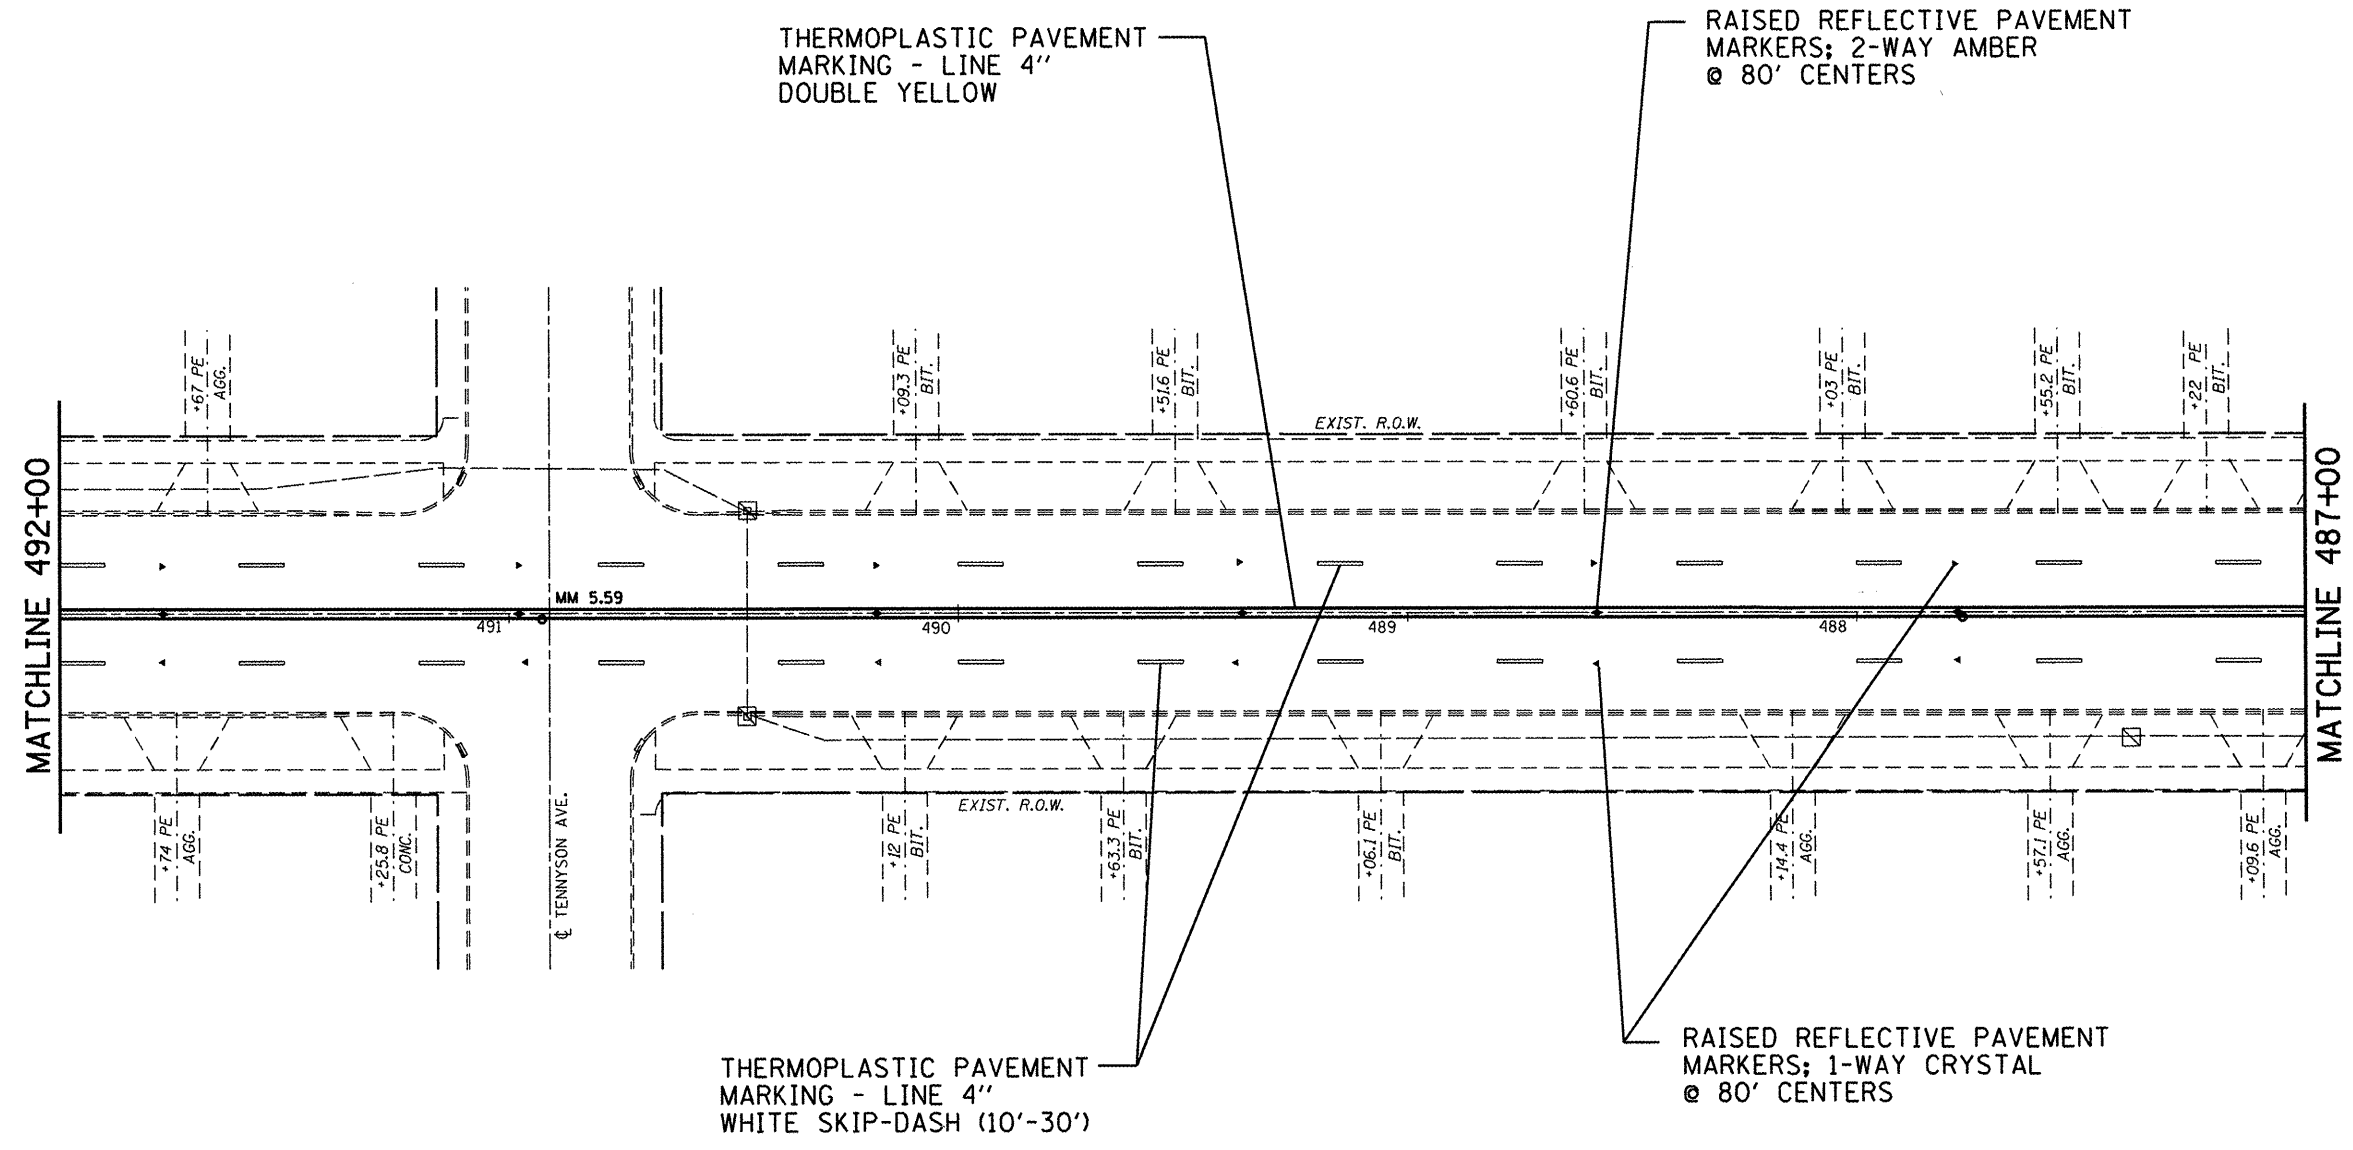 THERMOPLASTIC PAVEMENT
MARKING - LINE 4''
DOUBLE YELLOW
RAISED REFLECTIVE PAVEMENT
MARKERS; 2-WAY AMBER
@ 80' CENTERS
+67 PE
AGG.
+09.3 PE
BIT.
+51.6 PE
BIT.
+60.6 PE
BIT.
+03 PE
BIT.
+55.2 PE
BIT.
+22 PE
BIT.
EXIST. R.O.W.
MATCHLINE 492+00
MATCHLINE 487+00
MM 5.59
491
490
489
488
EXIST. R.O.W.
℄ TENNYSON AVE.
+74 PE
AGG.
+25.8 PE
CONC.
+12 PE
BIT.
+63.3 PE
BIT.
+06.1 PE
BIT.
+14.4 PE
AGG.
+57.1 PE
AGG.
+09.6 PE
AGG.
THERMOPLASTIC PAVEMENT
MARKING - LINE 4''
WHITE SKIP-DASH (10'-30')
RAISED REFLECTIVE PAVEMENT
MARKERS; 1-WAY CRYSTAL
@ 80' CENTERS